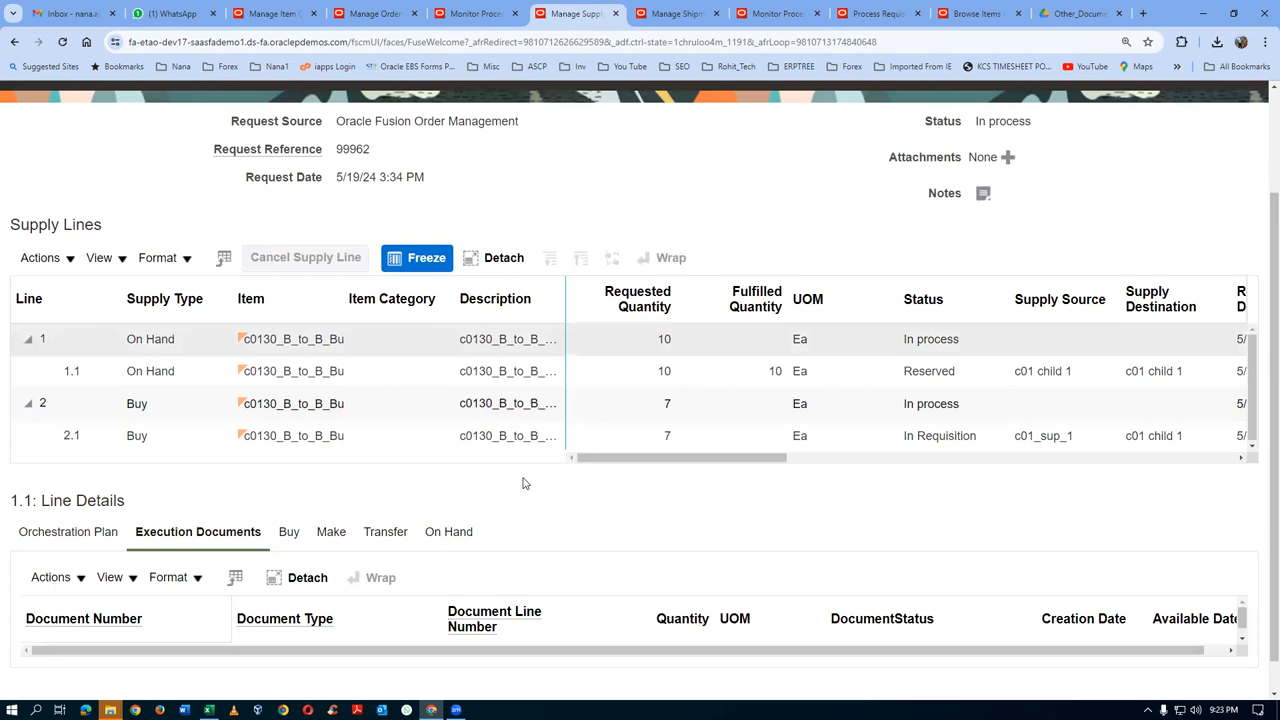 Inbox - nana.a
(1) WhatsApp
Manage Item C
Manage Order
Monitor Proce
Manage Suppl
Manage Shipm
Monitor Proce
Process Requi
Browse Items -
Other_Docume
fa-etao-dev17-saasfademo1.ds-fa.oraclepdemos.com/fscmUI/faces/FuseWelcome?_afrRedirect=9810712626629589&_adf.ctrl-state=1chruloo4m_1191&_afrLoop=9810713174840648
Suggested Sites Bookmarks Nana Forex Nana1 iapps Login Oracle EBS Forms P... Misc ASCP Inv You Tube SEO Rohit_Tech ERPTREE Forex Imported From IE KCS TIMESHEET PO... YouTube Maps » All Bookmarks
Request Source Oracle Fusion Order Management Status In process
Request Reference 99962 Attachments None
Request Date 5/19/24 3:34 PM Notes
Supply Lines
Actions View Format Cancel Supply Line Freeze Detach Wrap
Line Supply Type Item Item Category Description Requested Quantity Fulfilled Quantity UOM Status Supply Source Supply Destination R D
1 On Hand c0130_B_to_B_Bu c0130_B_to_B_... 10 Ea In process 5/
1.1 On Hand c0130_B_to_B_Bu c0130_B_to_B_... 10 10 Ea Reserved c01 child 1 c01 child 1 5/
2 Buy c0130_B_to_B_Bu c0130_B_to_B_... 7 Ea In process 5/
2.1 Buy c0130_B_to_B_Bu c0130_B_to_B_... 7 Ea In Requisition c01_sup_1 c01 child 1 5/
1.1: Line Details
Orchestration Plan Execution Documents Buy Make Transfer On Hand
Actions View Format Detach Wrap
Document Number Document Type Document Line Number Quantity UOM DocumentStatus Creation Date Available Date
9:23 PM